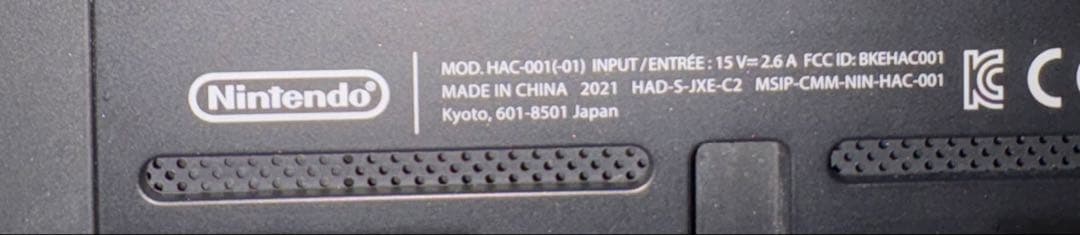 Nintendo®
MOD. HAC-001(-01) INPUT/ENTRÉE : 15 V⎓ 2.6 A FCC ID: BKEHAC001
MADE IN CHINA 2021 HAD-S-JXE-C2 MSIP-CMM-NIN-HAC-001
Kyoto, 601-8501 Japan